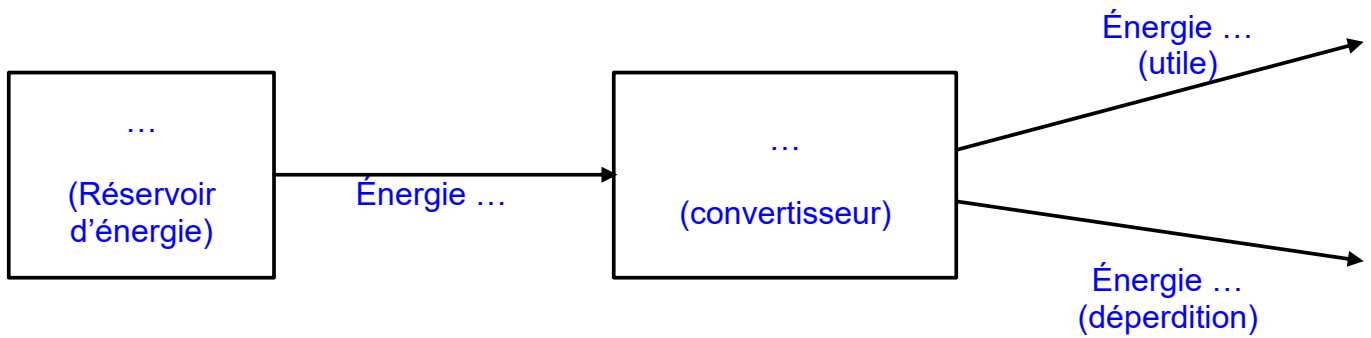 …
(Réservoir
d’énergie)
Énergie …
…
(convertisseur)
Énergie …
(utile)
Énergie …
(déperdition)